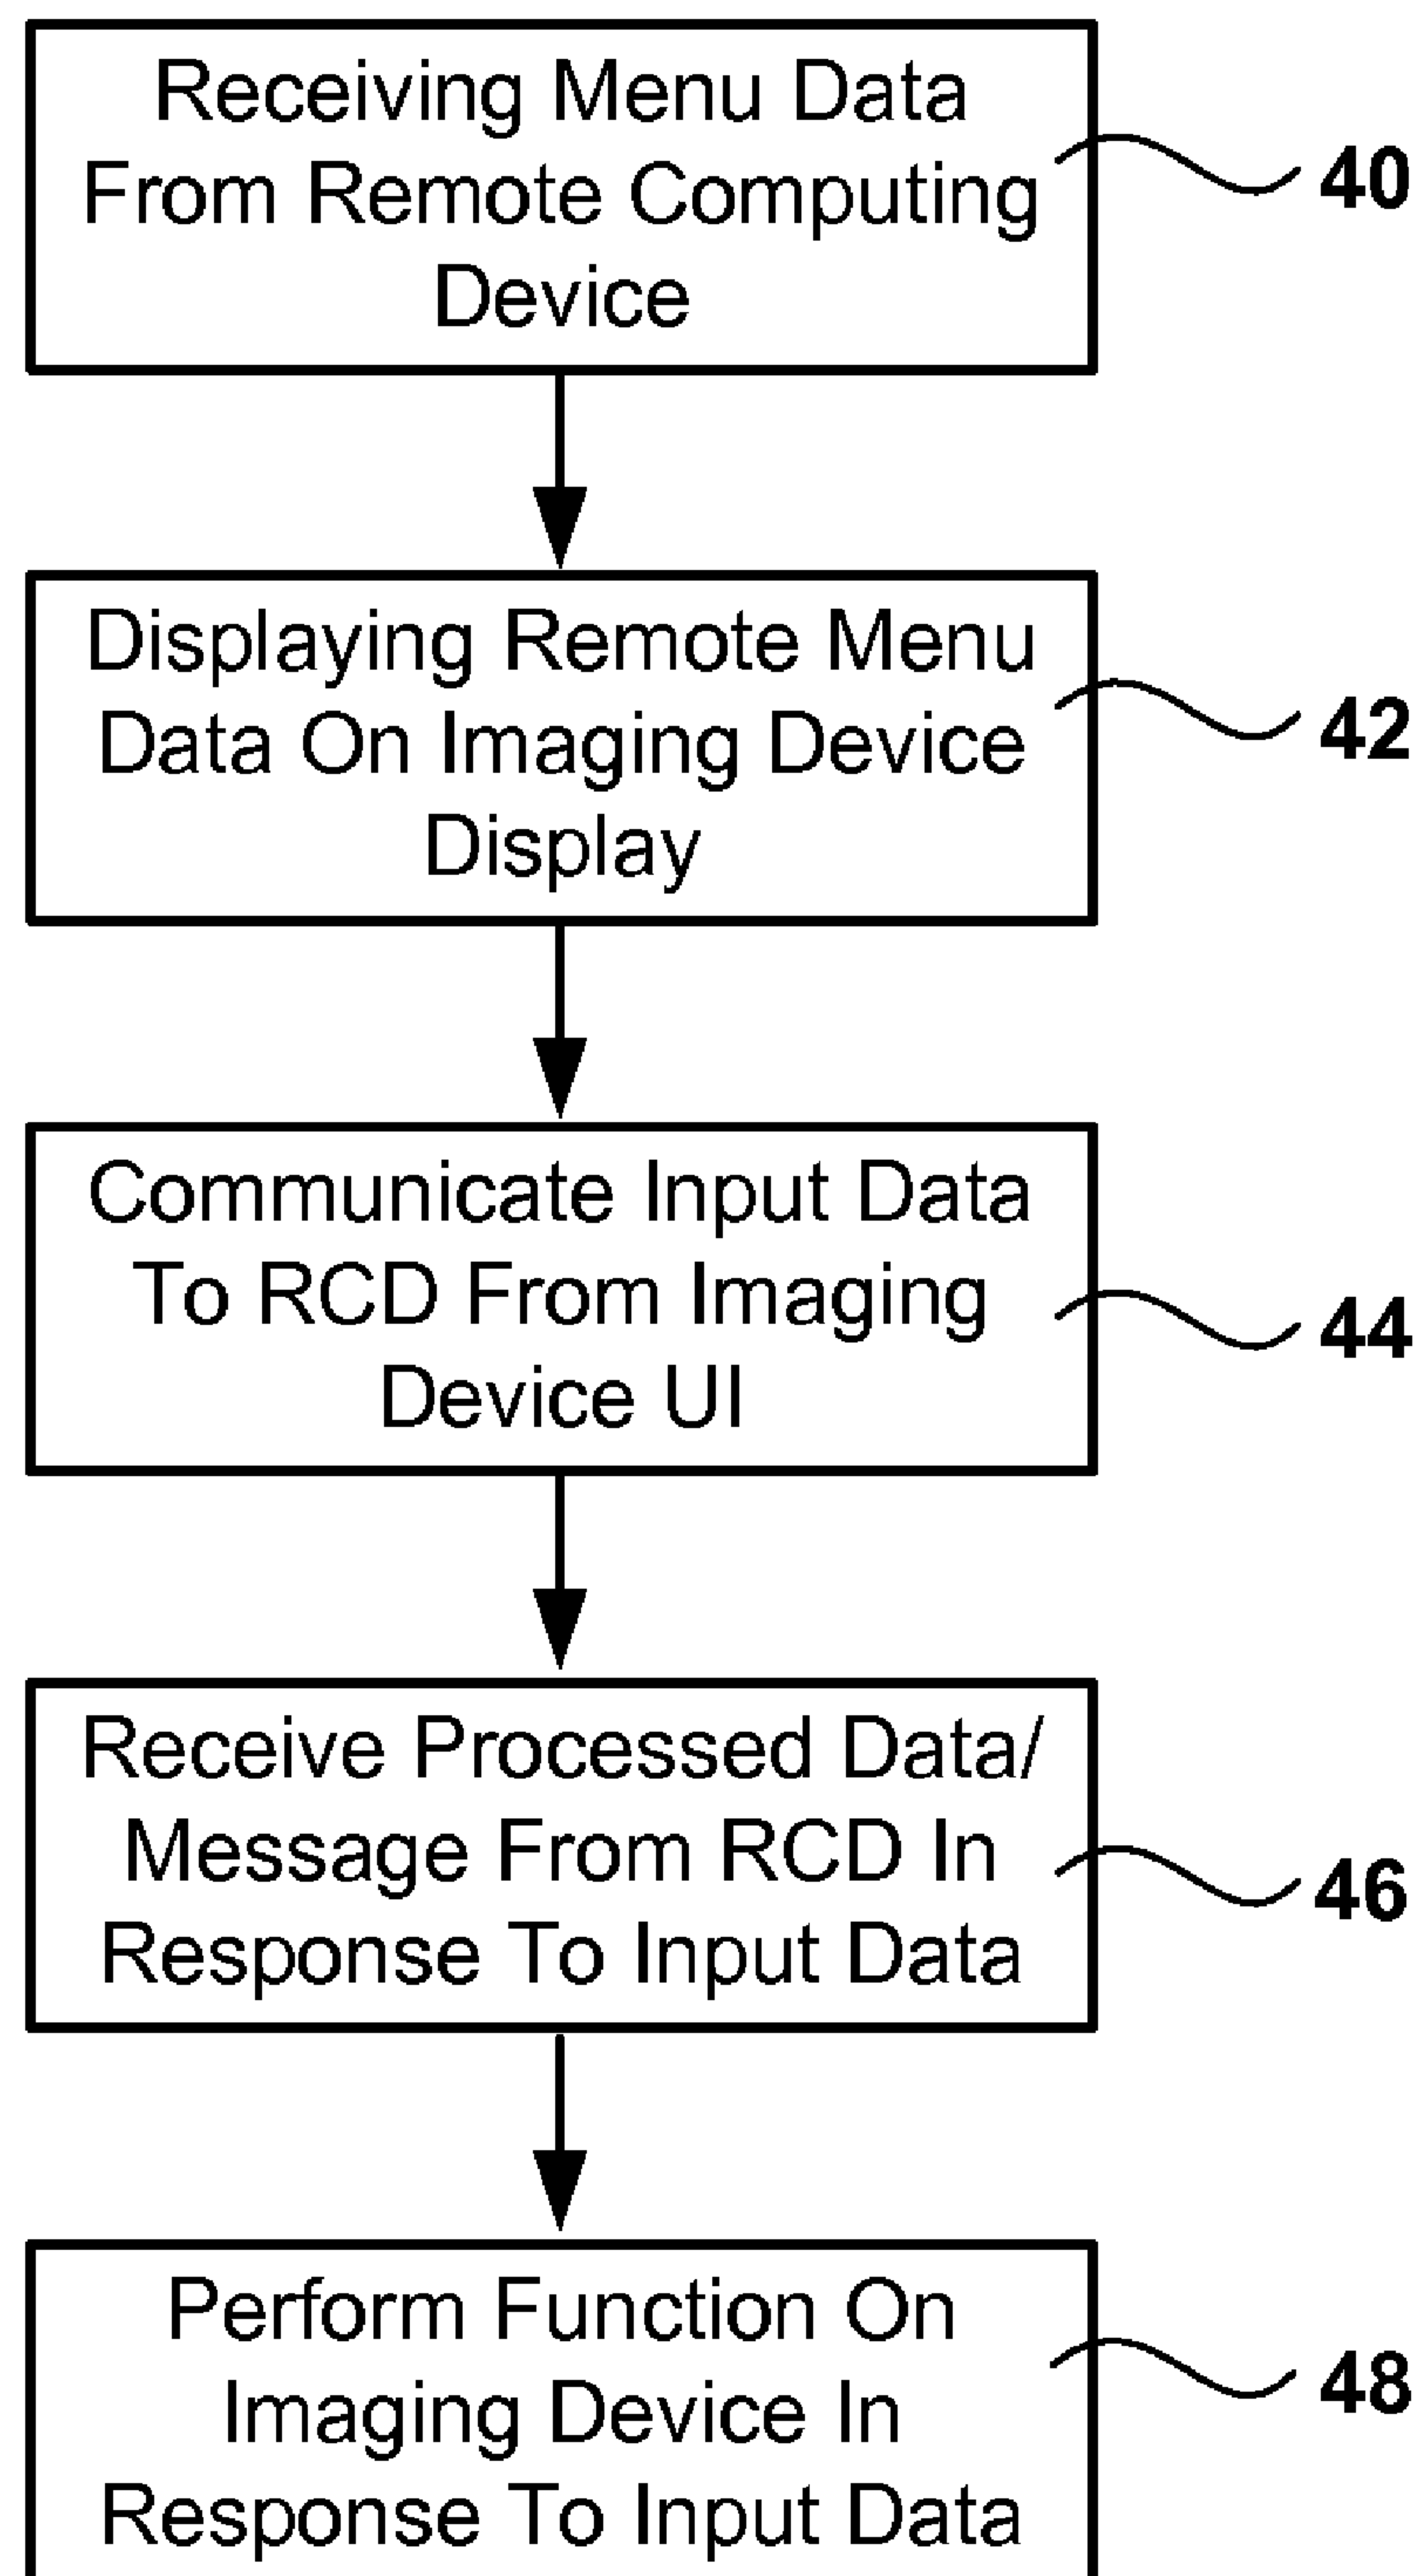 Receiving Menu Data
From Remote Computing
Device
40
Displaying Remote Menu
Data On Imaging Device
Display
42
Communicate Input Data
To RCD From Imaging
Device UI
44
Receive Processed Data/
Message From RCD In
Response To Input Data
46
Perform Function On
Imaging Device In
Response To Input Data
48